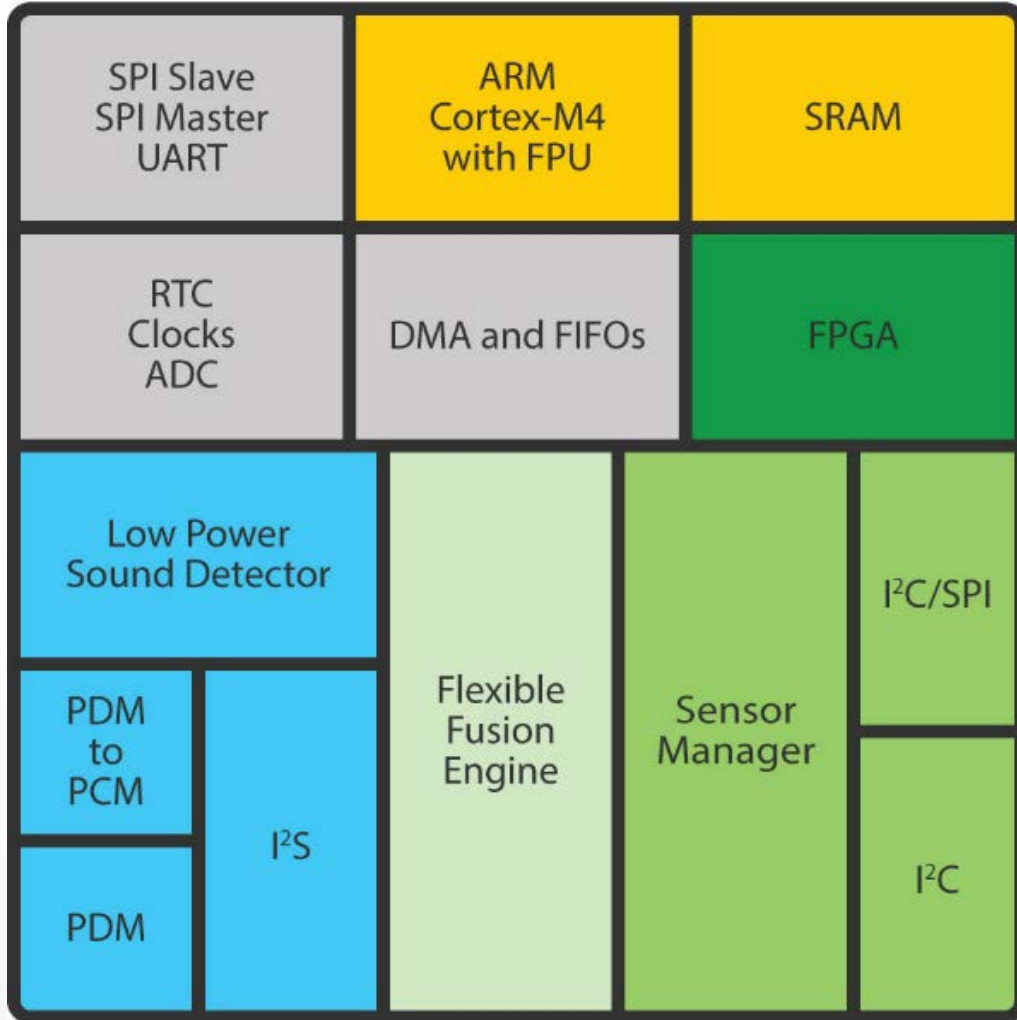 SPI Slave
SPI Master
UART
ARM
Cortex-M4
with FPU
SRAM
RTC
Clocks
ADC
DMA and FIFOs
FPGA
Low Power
Sound Detector
PDM
to
PCM
I²S
PDM
Flexible
Fusion
Engine
Sensor
Manager
I²C/SPI
I²C